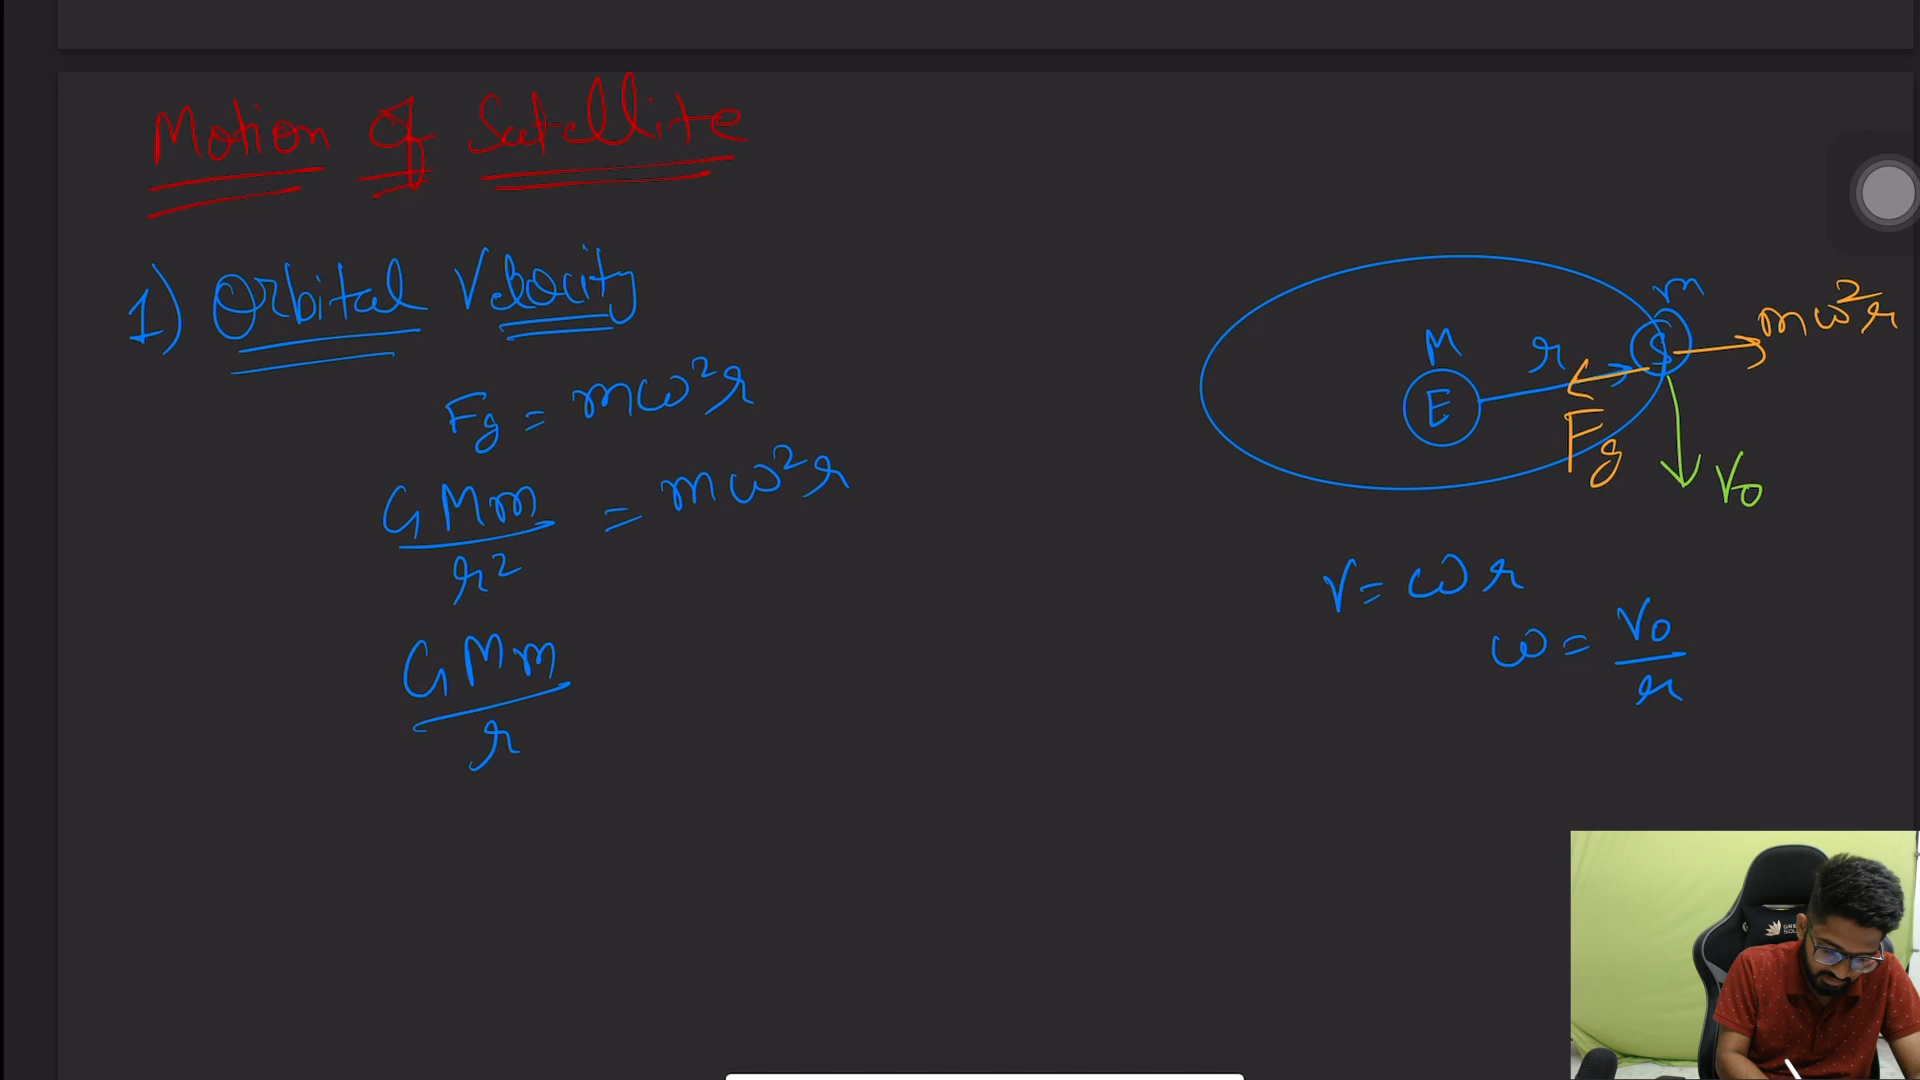 Motion of Satellite
1) Orbital Velocity
Fg = mω²r
GMm/r² = mω²r
GMm/r
M
E
r
S
m
mω²r
Fg
V₀
V = ωr
ω = V₀/r